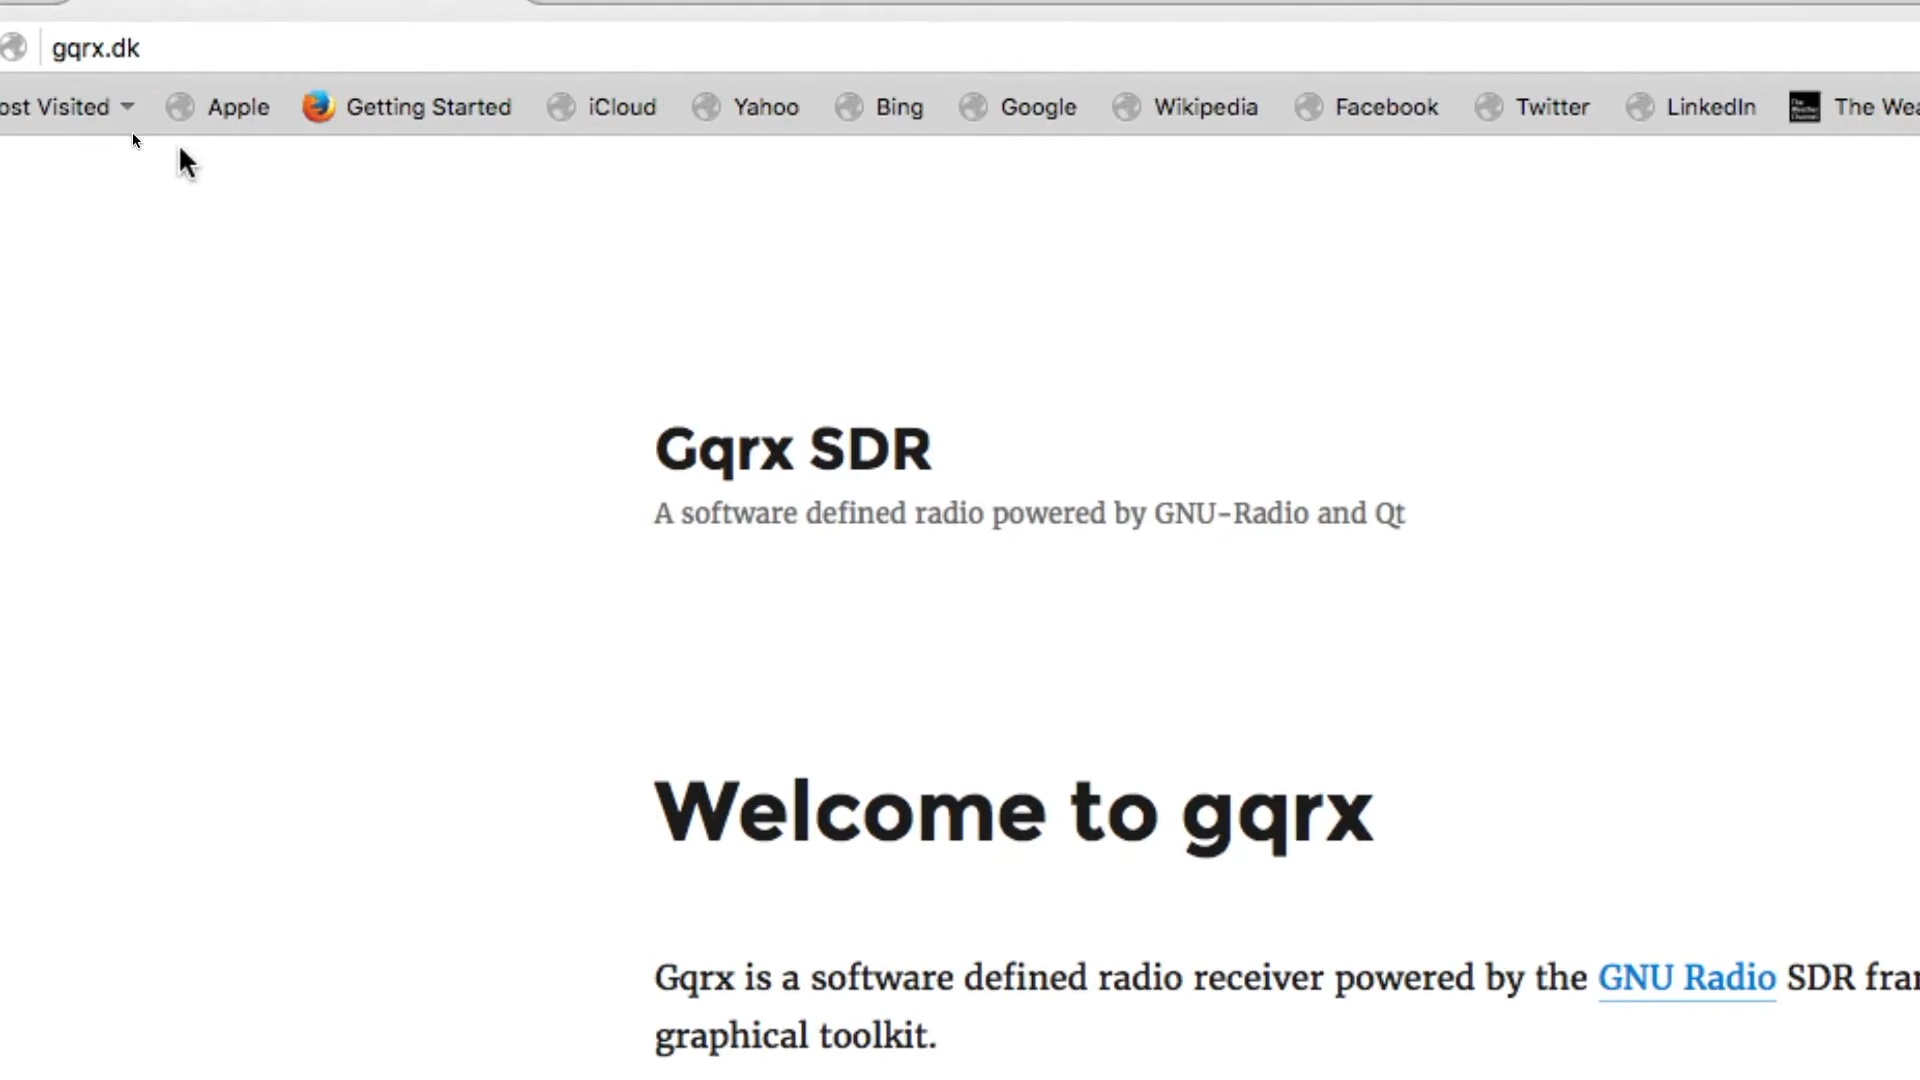 gqrx.dk
ost Visited Apple Getting Started iCloud Yahoo Bing Google Wikipedia Facebook Twitter LinkedIn The Wea
Gqrx SDR
A software defined radio powered by GNU-Radio and Qt
Welcome to gqrx
Gqrx is a software defined radio receiver powered by the GNU Radio SDR fran
graphical toolkit.